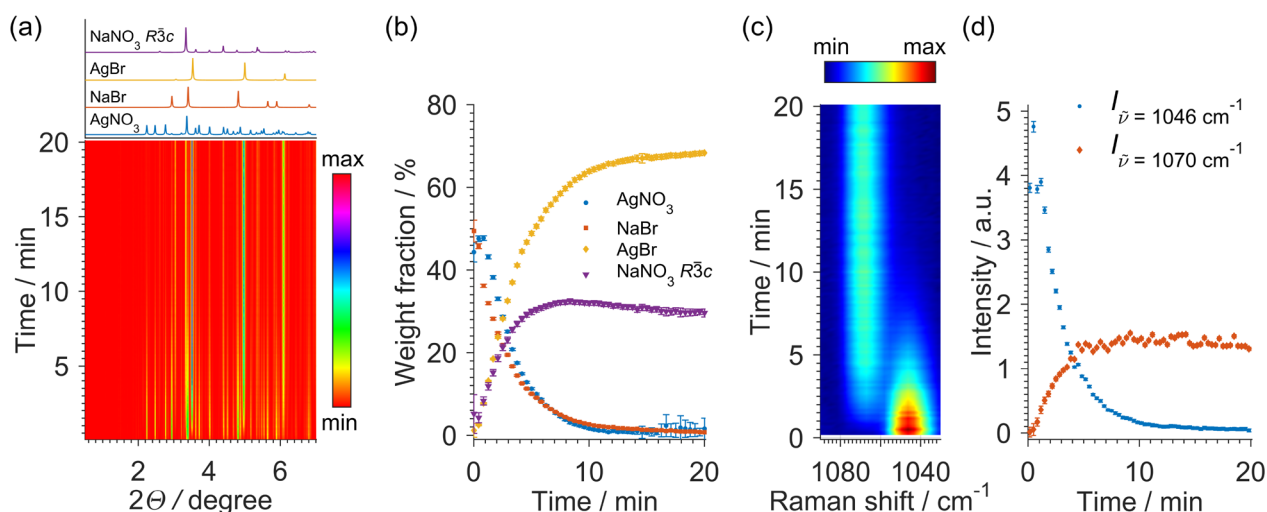 (a)
NaNO3 R3̄c
AgBr
NaBr
AgNO3
20
15
10
5
Time / min
2 4 6
2Θ / degree
max
min
(b)
80
60
40
20
0
Weight fraction / %
AgNO3
NaBr
AgBr
NaNO3 R3̄c
0 10 20
Time / min
(c)
min max
20
15
10
5
0
Time / min
1080 1040
Raman shift / cm-1
(d)
5
4
3
2
1
0
Intensity / a.u.
I ν̃ = 1046 cm-1
I ν̃ = 1070 cm-1
0 10 20
Time / min